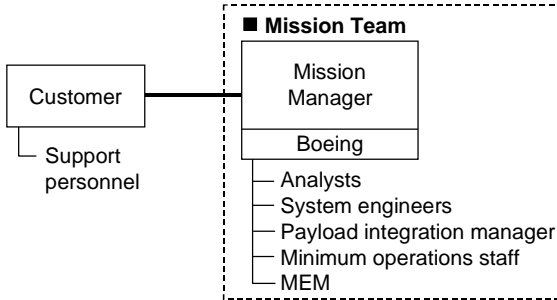 ■ Mission Team
Customer
Support
personnel
Mission
Manager
Boeing
Analysts
System engineers
Payload integration manager
Minimum operations staff
MEM